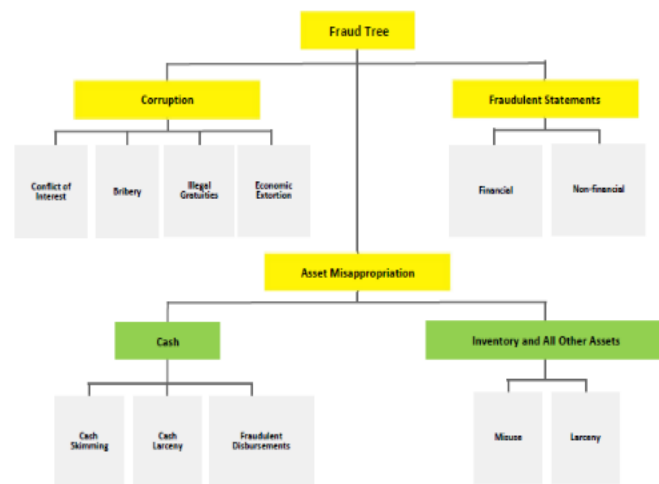 Fraud Tree
Corruption
Fraudulent Statements
Conflict of
Interest
Bribery
Illegal
Gratuities
Economic
Extortion
Financial
Non-financial
Asset Misappropriation
Cash
Inventory and All Other Assets
Cash
Skimming
Cash
Larceny
Fraudulent
Disbursements
Misuse
Larceny